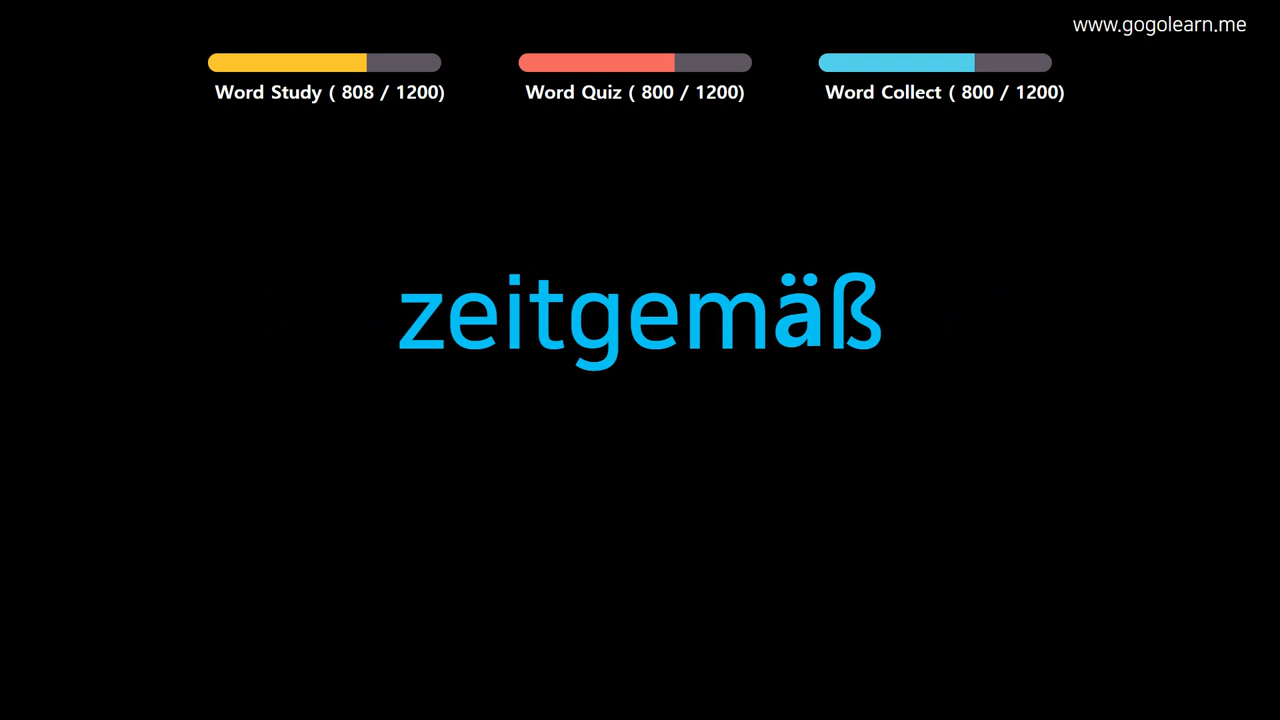 www.gogolearn.me
Word Study ( 808 / 1200)
Word Quiz ( 800 / 1200)
Word Collect ( 800 / 1200)
zeitgemäß